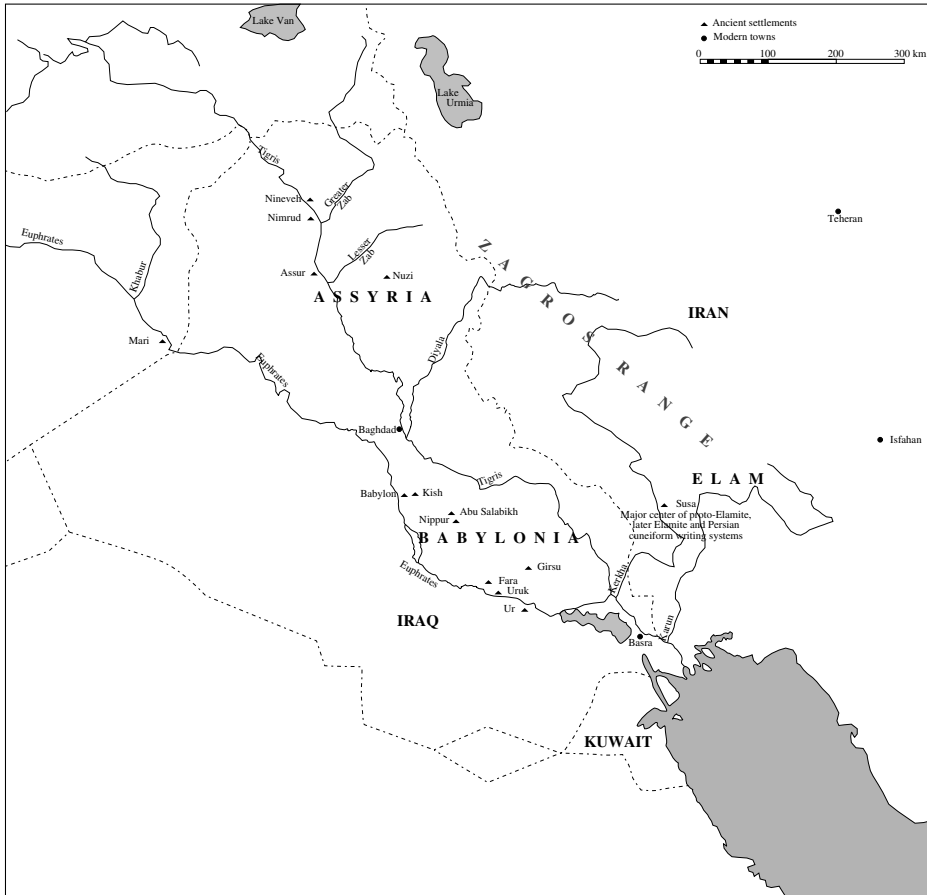 Lake Van
Ancient settlements
Modern towns
0 100 200 300 km
Lake
Urmia
Tigris
Greater
Zab
Nineveh
Nimrud
Teheran
Euphrates
Khabur
Lesser
Zab
Assur
Nuzi
ZAGROS RANGE
ASSYRIA
IRAN
Mari
Diyala
Euphrates
Baghdad
Isfahan
Tigris
ELAM
Babylon
Kish
Susa
Major center of proto-Elamite,
later Elamite and Persian
cuneiform writing systems
Abu Salabikh
Nippur
BABYLONIA
Euphrates
Girsu
Kerkha
Fara
Uruk
Ur
IRAQ
Karun
Basra
KUWAIT